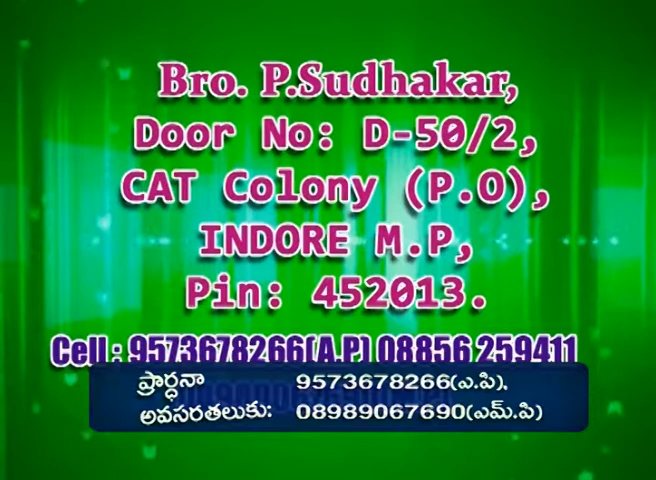 Bro. P.Sudhakar,
Door No: D-50/2,
CAT Colony (P.O),
INDORE M.P,
Pin: 452013.
Cell : 9573678266(A.P) 08856 259411
ప్రార్ధనా 9573678266(ఎ.పి),
అవసరతలుకు: 08989067690(ఎమ్.పి)